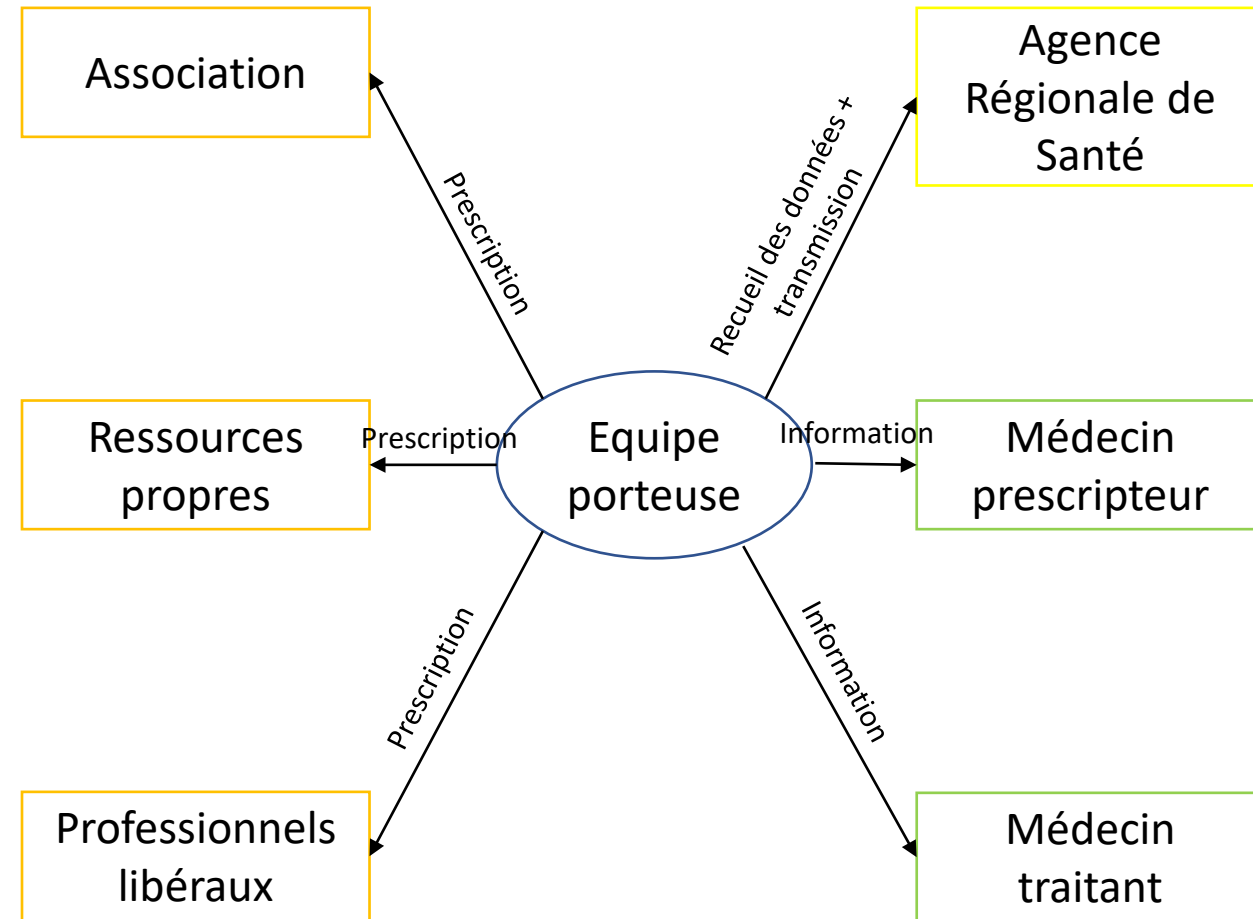 Association
Agence
Régionale de
Santé
Prescription
Recueil des données +
transmission
Ressources
propres
Prescription
Equipe
porteuse
Information
Médecin
prescripteur
Prescription
Information
Professionnels
libéraux
Médecin
traitant